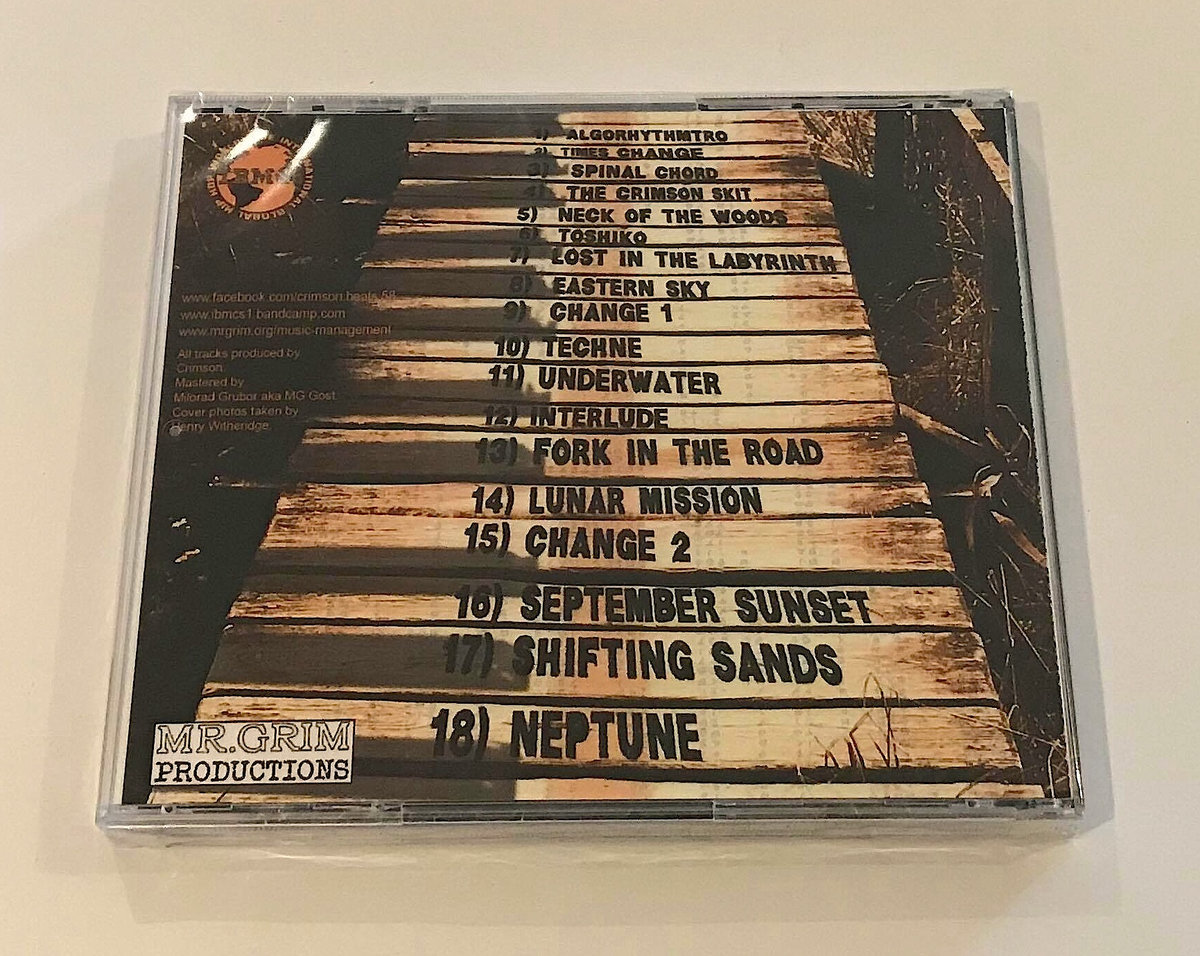 GLOBAL HIP HOP
www.facebook.com/crimson.beats.58
www.ibmcs1.bandcamp.com
www.mrgrim.org/music-management
All tracks produced by
Crimson.
Mastered by
Milorad Grubor aka MG Gost.
Cover photos taken by
Henry Witheridge.
1) ALGORHYTHMTRO
2) TIMES CHANGE
3) SPINAL CHORD
4) THE CRIMSON SKIT
5) NECK OF THE WOODS
6) TOSHIKO
7) LOST IN THE LABYRINTH
8) EASTERN SKY
9) CHANGE 1
10) TECHNE
11) UNDERWATER
12) INTERLUDE
13) FORK IN THE ROAD
14) LUNAR MISSION
15) CHANGE 2
16) SEPTEMBER SUNSET
17) SHIFTING SANDS
18) NEPTUNE
MR.GRIM
PRODUCTIONS